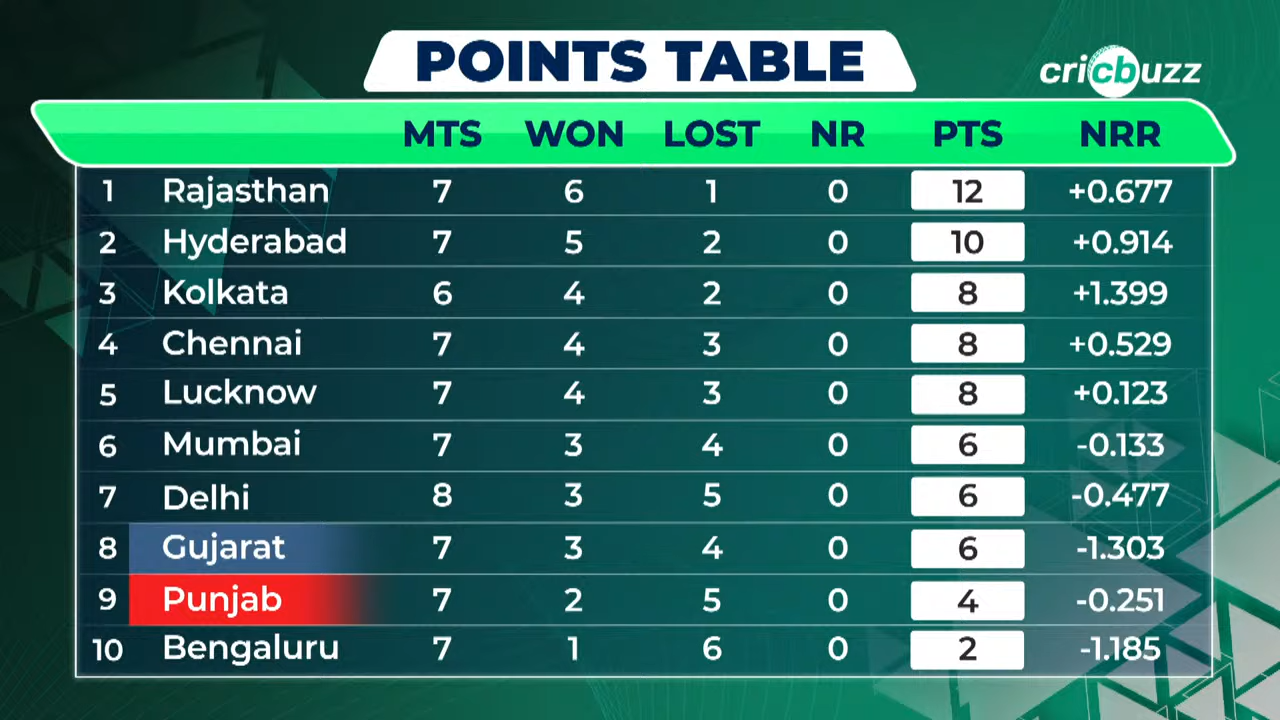 POINTS TABLE
cricbuzz
MTS WON LOST NR PTS NRR
1 Rajasthan 7 6 1 0 12 +0.677
2 Hyderabad 7 5 2 0 10 +0.914
3 Kolkata 6 4 2 0 8 +1.399
4 Chennai 7 4 3 0 8 +0.529
5 Lucknow 7 4 3 0 8 +0.123
6 Mumbai 7 3 4 0 6 -0.133
7 Delhi 8 3 5 0 6 -0.477
8 Gujarat 7 3 4 0 6 -1.303
9 Punjab 7 2 5 0 4 -0.251
10 Bengaluru 7 1 6 0 2 -1.185